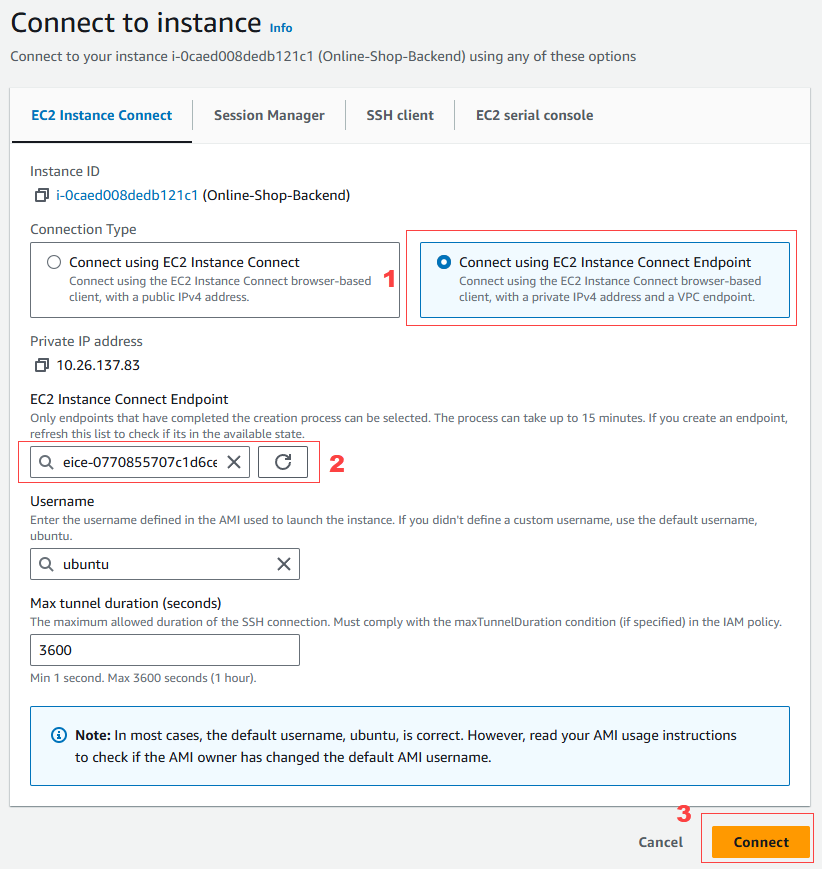 Connect to instance Info
Connect to your instance i-0caed008dedb121c1 (Online-Shop-Backend) using any of these options
EC2 Instance Connect
Session Manager
SSH client
EC2 serial console
Instance ID
i-0caed008dedb121c1 (Online-Shop-Backend)
Connection Type
Connect using EC2 Instance Connect
Connect using the EC2 Instance Connect browser-based
client, with a public IPv4 address.
1
Connect using EC2 Instance Connect Endpoint
Connect using the EC2 Instance Connect browser-based
client, with a private IPv4 address and a VPC endpoint.
Private IP address
10.26.137.83
EC2 Instance Connect Endpoint
Only endpoints that have completed the creation process can be selected. The process can take up to 15 minutes. If you create an endpoint,
refresh this list to check if its in the available state.
eice-0770855707c1d6ce
2
Username
Enter the username defined in the AMI used to launch the instance. If you didn't define a custom username, use the default username,
ubuntu.
ubuntu
Max tunnel duration (seconds)
The maximum allowed duration of the SSH connection. Must comply with the maxTunnelDuration condition (if specified) in the IAM policy.
3600
Min 1 second. Max 3600 seconds (1 hour).
Note: In most cases, the default username, ubuntu, is correct. However, read your AMI usage instructions
to check if the AMI owner has changed the default AMI username.
3
Cancel
Connect